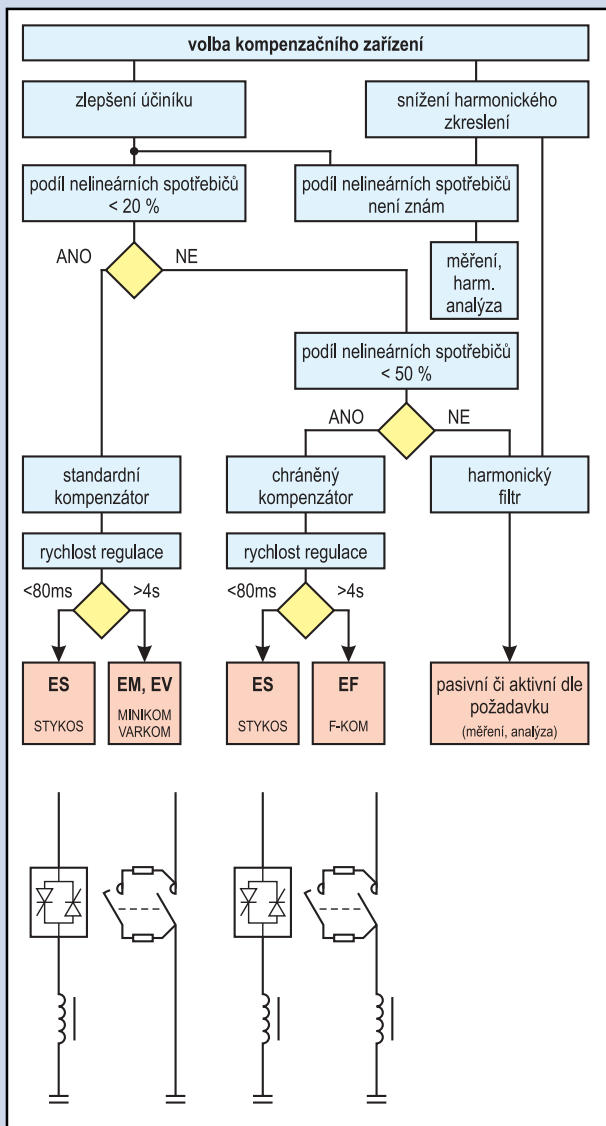 volba kompenzačního zařízení
zlepšení účiníku
snížení harmonického
zkreslení
podíl nelineárních spotřebičů
< 20 %
podíl nelineárních spotřebičů
není znám
ANO
NE
měření,
harm.
analýza
podíl nelineárních spotřebičů
< 50 %
ANO
NE
standardní
kompenzátor
chráněný
kompenzátor
harmonický
filtr
rychlost regulace
rychlost regulace
<80ms
>4s
<80ms
>4s
ES
STYKOS
EM, EV
MINIKOM
VARKOM
ES
STYKOS
EF
F-KOM
pasivní či aktivní dle
požadavku
(měření, analýza)